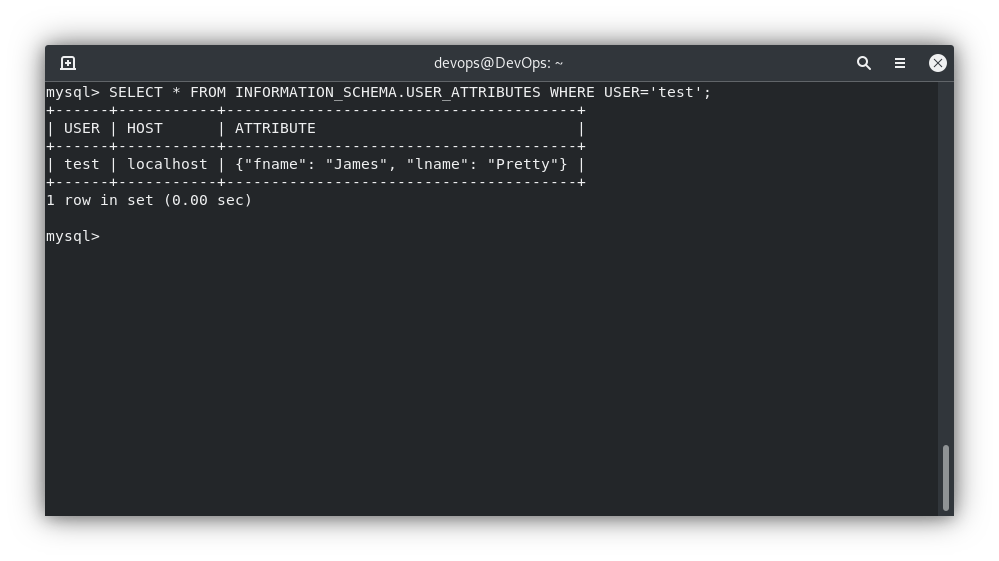 devops@DevOps: ~
mysql> SELECT * FROM INFORMATION_SCHEMA.USER_ATTRIBUTES WHERE USER='test';
+------+-----------+---------------------------------------+
| USER | HOST      | ATTRIBUTE                             |
+------+-----------+---------------------------------------+
| test | localhost | {"fname": "James", "lname": "Pretty"} |
+------+-----------+---------------------------------------+
1 row in set (0.00 sec)
mysql>